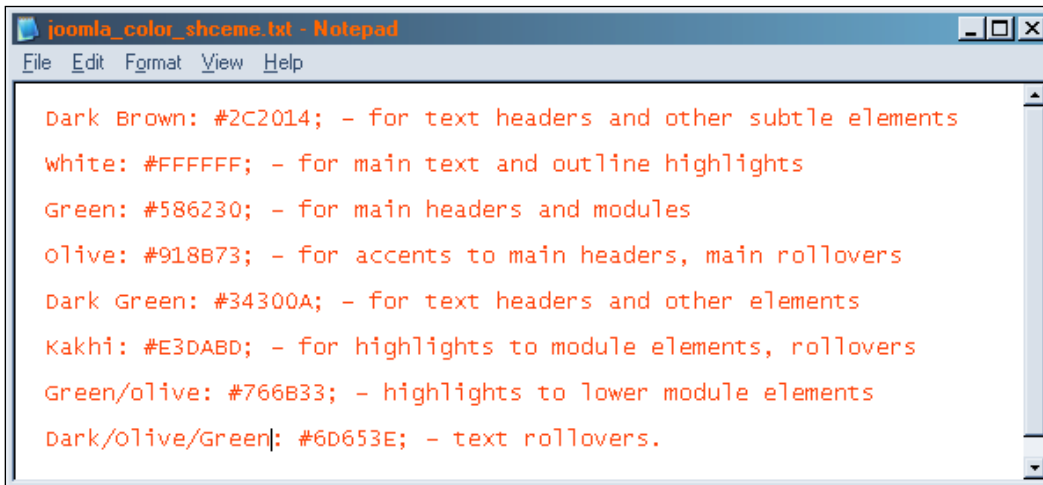 joomla_color_shceme.txt - Notepad
File Edit Format View Help
Dark Brown: #2C2014; – for text headers and other subtle elements
White: #FFFFFF; – for main text and outline highlights
Green: #586230; – for main headers and modules
Olive: #918B73; – for accents to main headers, main rollovers
Dark Green: #34300A; – for text headers and other elements
Kakhi: #E3DABD; – for highlights to module elements, rollovers
Green/olive: #766B33; – highlights to lower module elements
Dark/Olive/Green: #6D653E; – text rollovers.